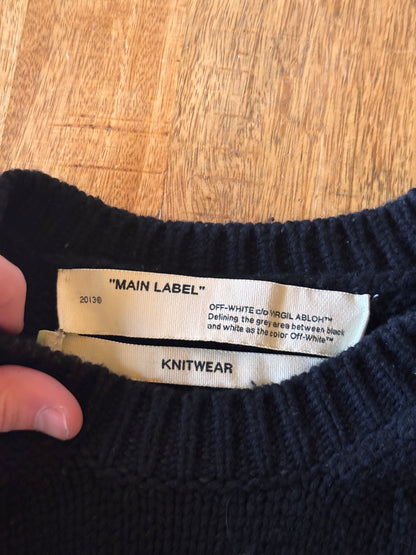 "MAIN LABEL"
2013®
OFF-WHITE c/o VIRGIL ABLOH™
Defining the grey area between black
and white as the color Off-White™
KNITWEAR